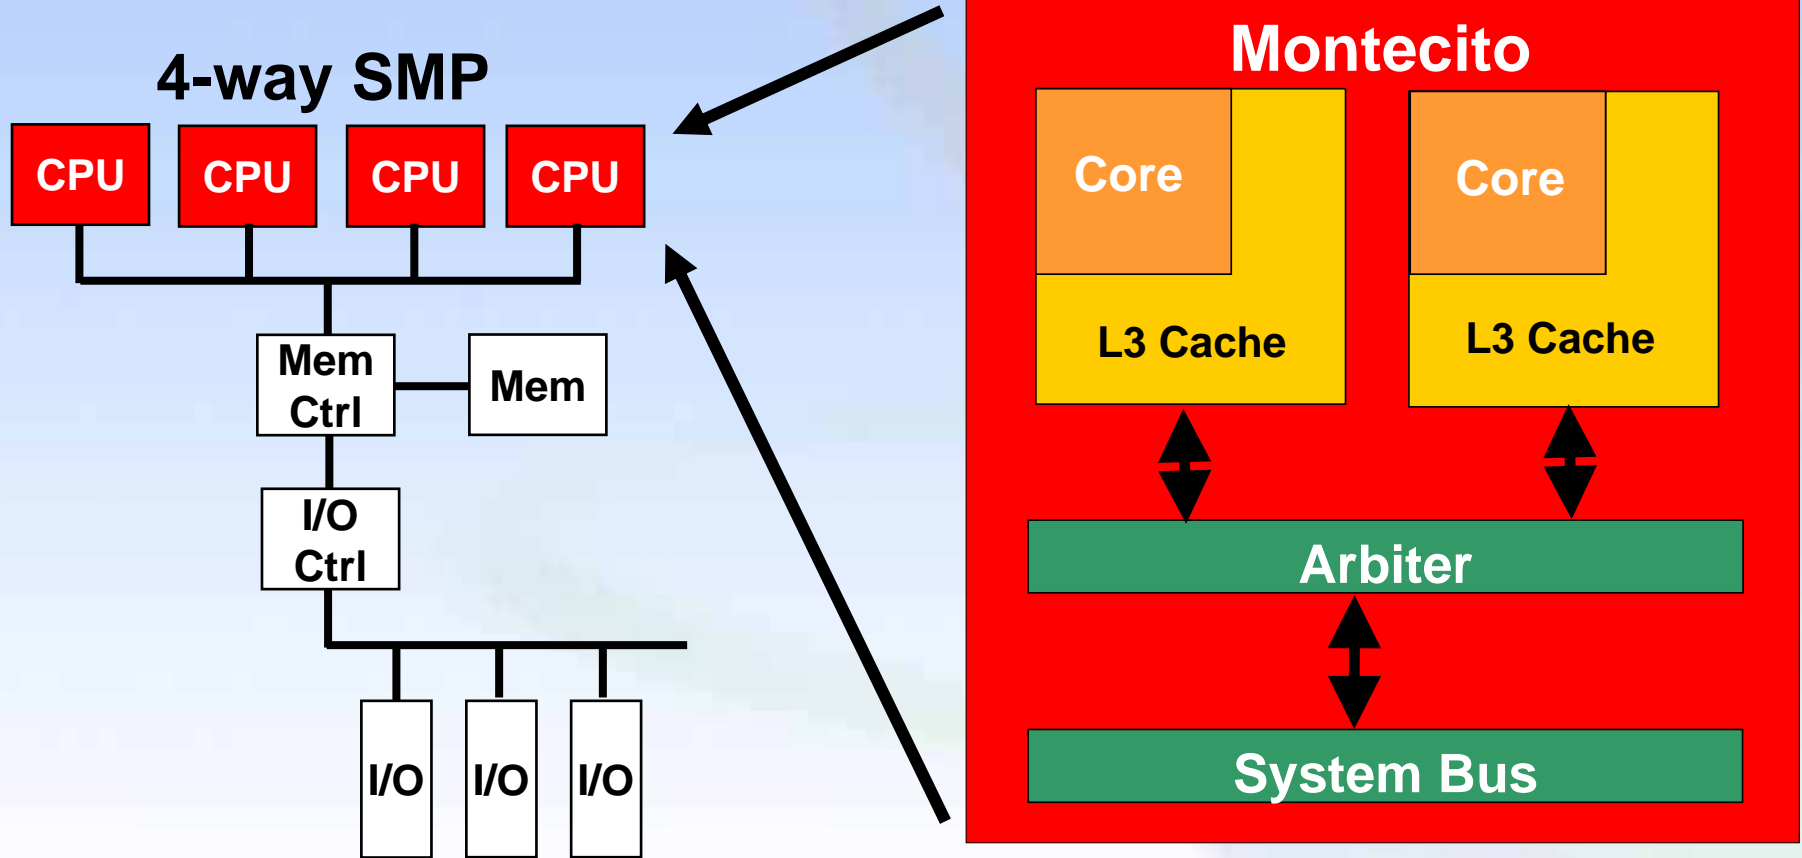 4-way SMP
CPU
CPU
CPU
CPU
Mem
Ctrl
Mem
I/O
Ctrl
I/O
I/O
I/O
Montecito
Core
L3 Cache
Core
L3 Cache
Arbiter
System Bus